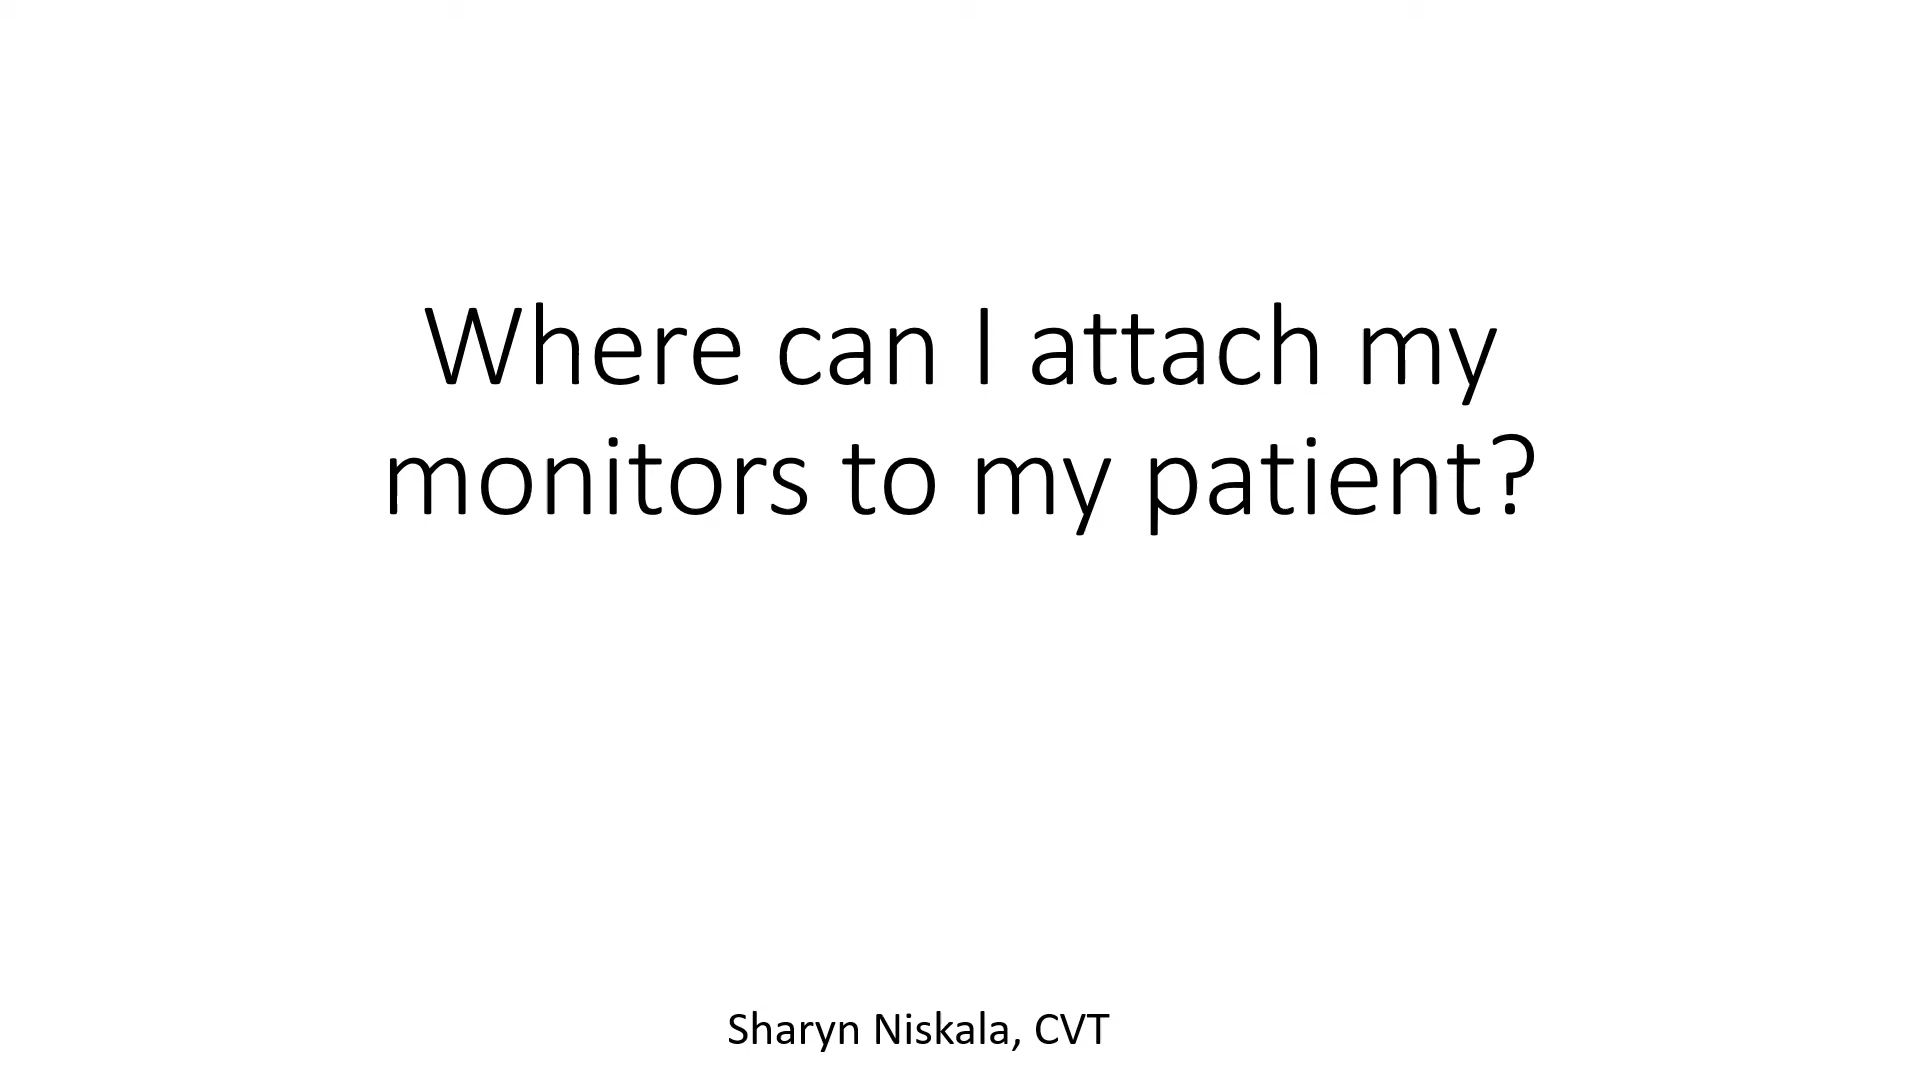 Where can I attach my
monitors to my patient?
Sharyn Niskala, CVT